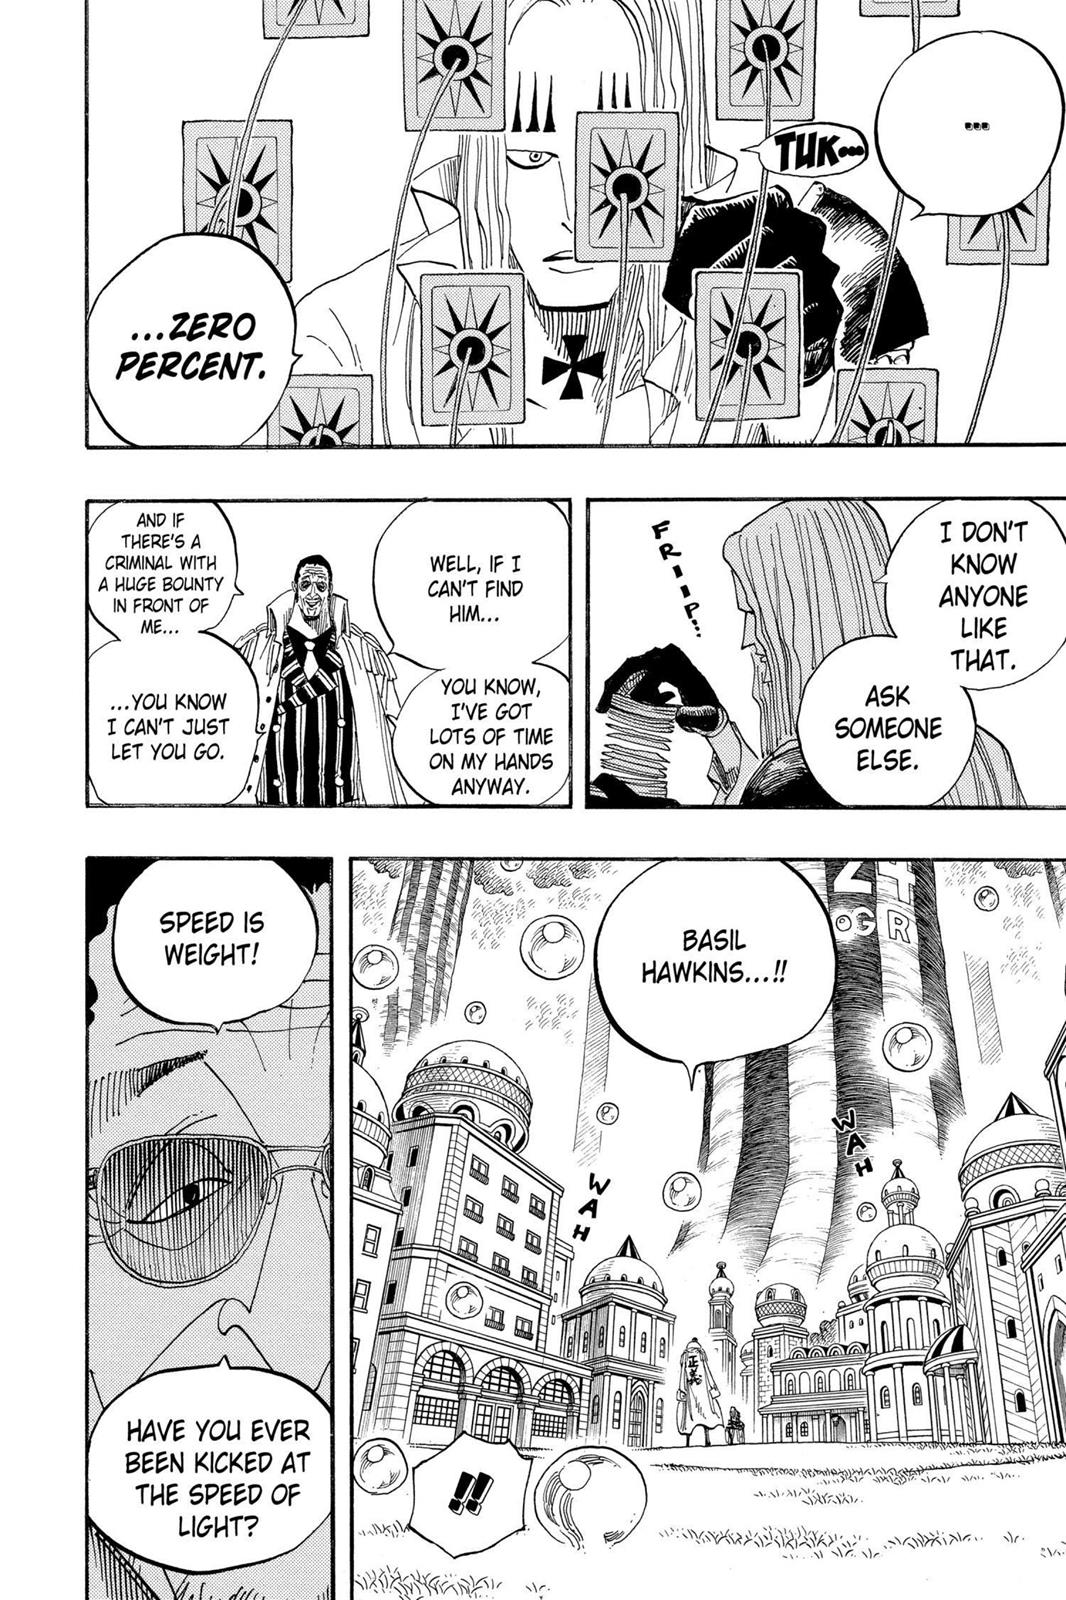 ...
TUK...
...ZERO
PERCENT.
I DON'T
KNOW
ANYONE
LIKE
THAT.
ASK
SOMEONE
ELSE.
FRIIP!!
WELL, IF I
CAN'T FIND
HIM...
YOU KNOW,
I'VE GOT
LOTS OF TIME
ON MY HANDS
ANYWAY.
AND IF
THERE'S A
CRIMINAL WITH
A HUGE BOUNTY
IN FRONT OF
ME...
...YOU KNOW
I CAN'T JUST
LET YOU GO.
BASIL
HAWKINS...!!
24
OGR
WAH
WAH
正義
!!
SPEED IS
WEIGHT!
HAVE YOU EVER
BEEN KICKED AT
THE SPEED OF
LIGHT?